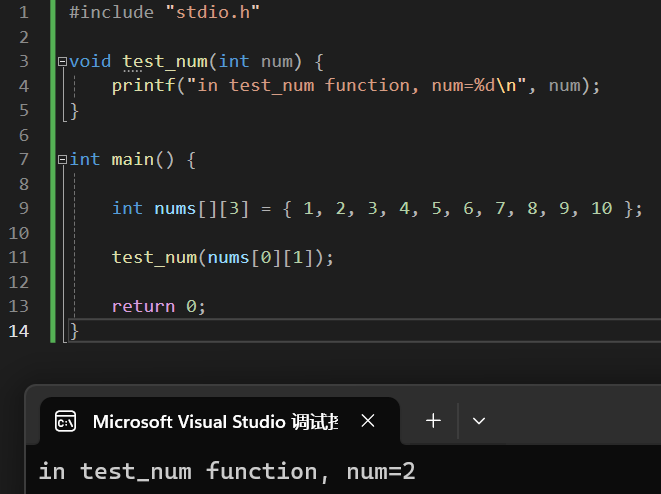 1 #include "stdio.h"
2
3 void test_num(int num) {
4 printf("in test_num function, num=%d\n", num);
5 }
6
7 int main() {
8
9 int nums[][3] = { 1, 2, 3, 4, 5, 6, 7, 8, 9, 10 };
10
11 test_num(nums[0][1]);
12
13 return 0;
14 }
Microsoft Visual Studio 调试
in test_num function, num=2